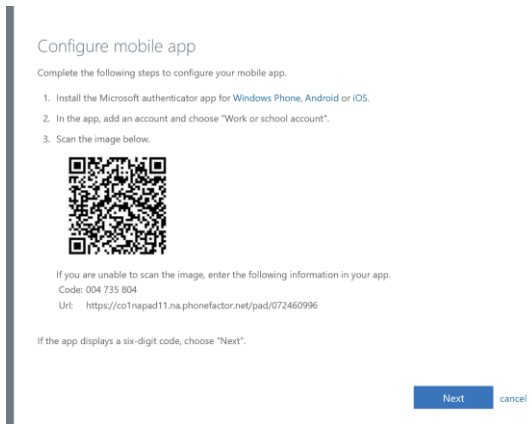 Configure mobile app
Complete the following steps to configure your mobile app.
1. Install the Microsoft authenticator app for Windows Phone, Android or iOS.
2. In the app, add an account and choose "Work or school account".
3. Scan the image below.
If you are unable to scan the image, enter the following information in your app.
Code: 004 735 804
Url: https://co1napad11.na.phonefactor.net/pad/072460996
If the app displays a six-digit code, choose "Next".
Next cancel